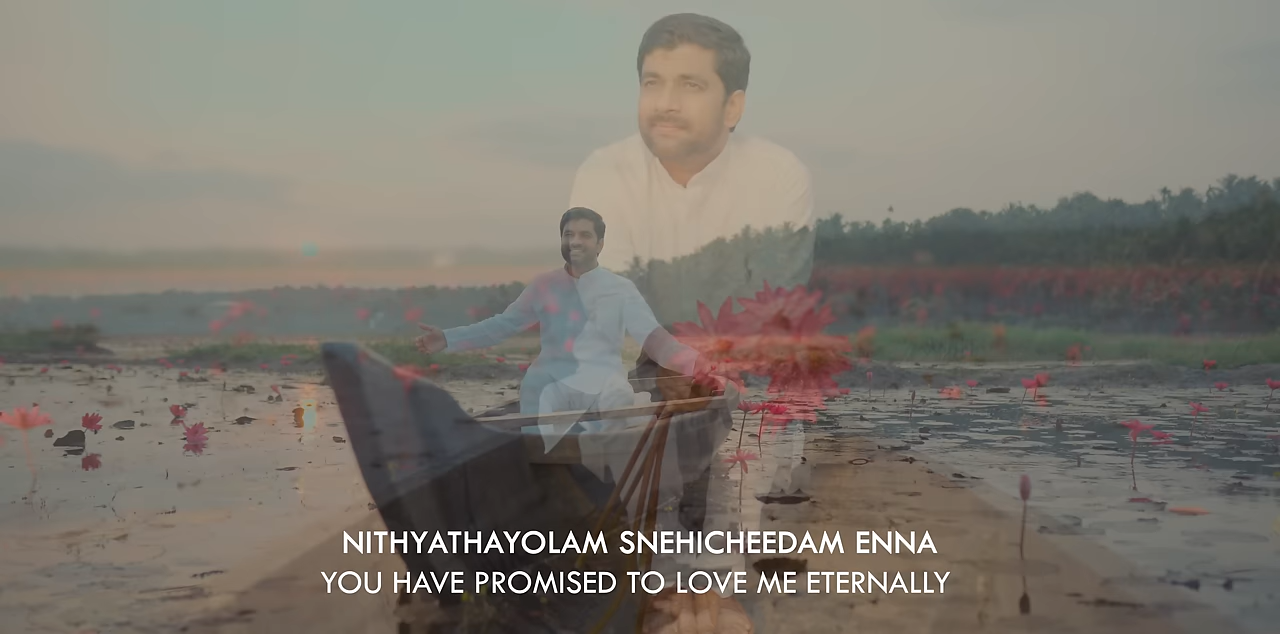 NITHYATHAYOLAM SNEHICHEEDAM ENNA
YOU HAVE PROMISED TO LOVE ME ETERNALLY